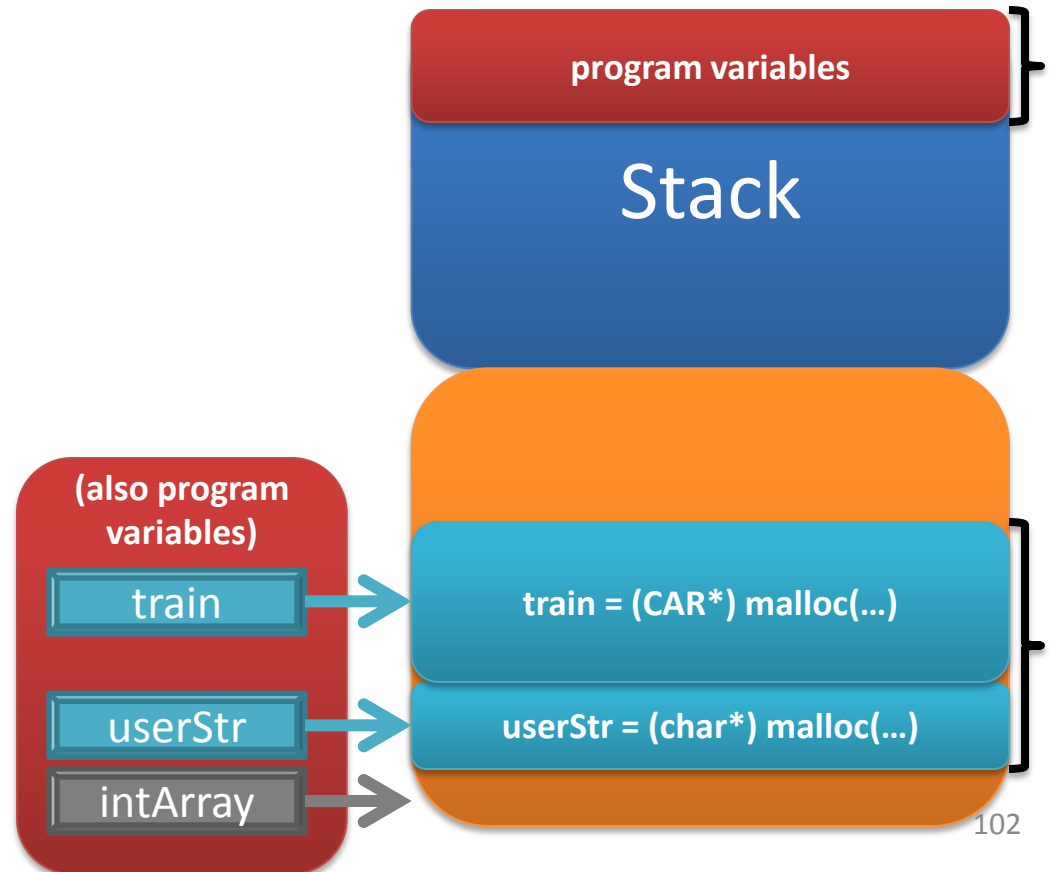 program variables
Stack
(also program
variables)
train
train = (CAR*) malloc(…)
userStr
userStr = (char*) malloc(…)
intArray
102